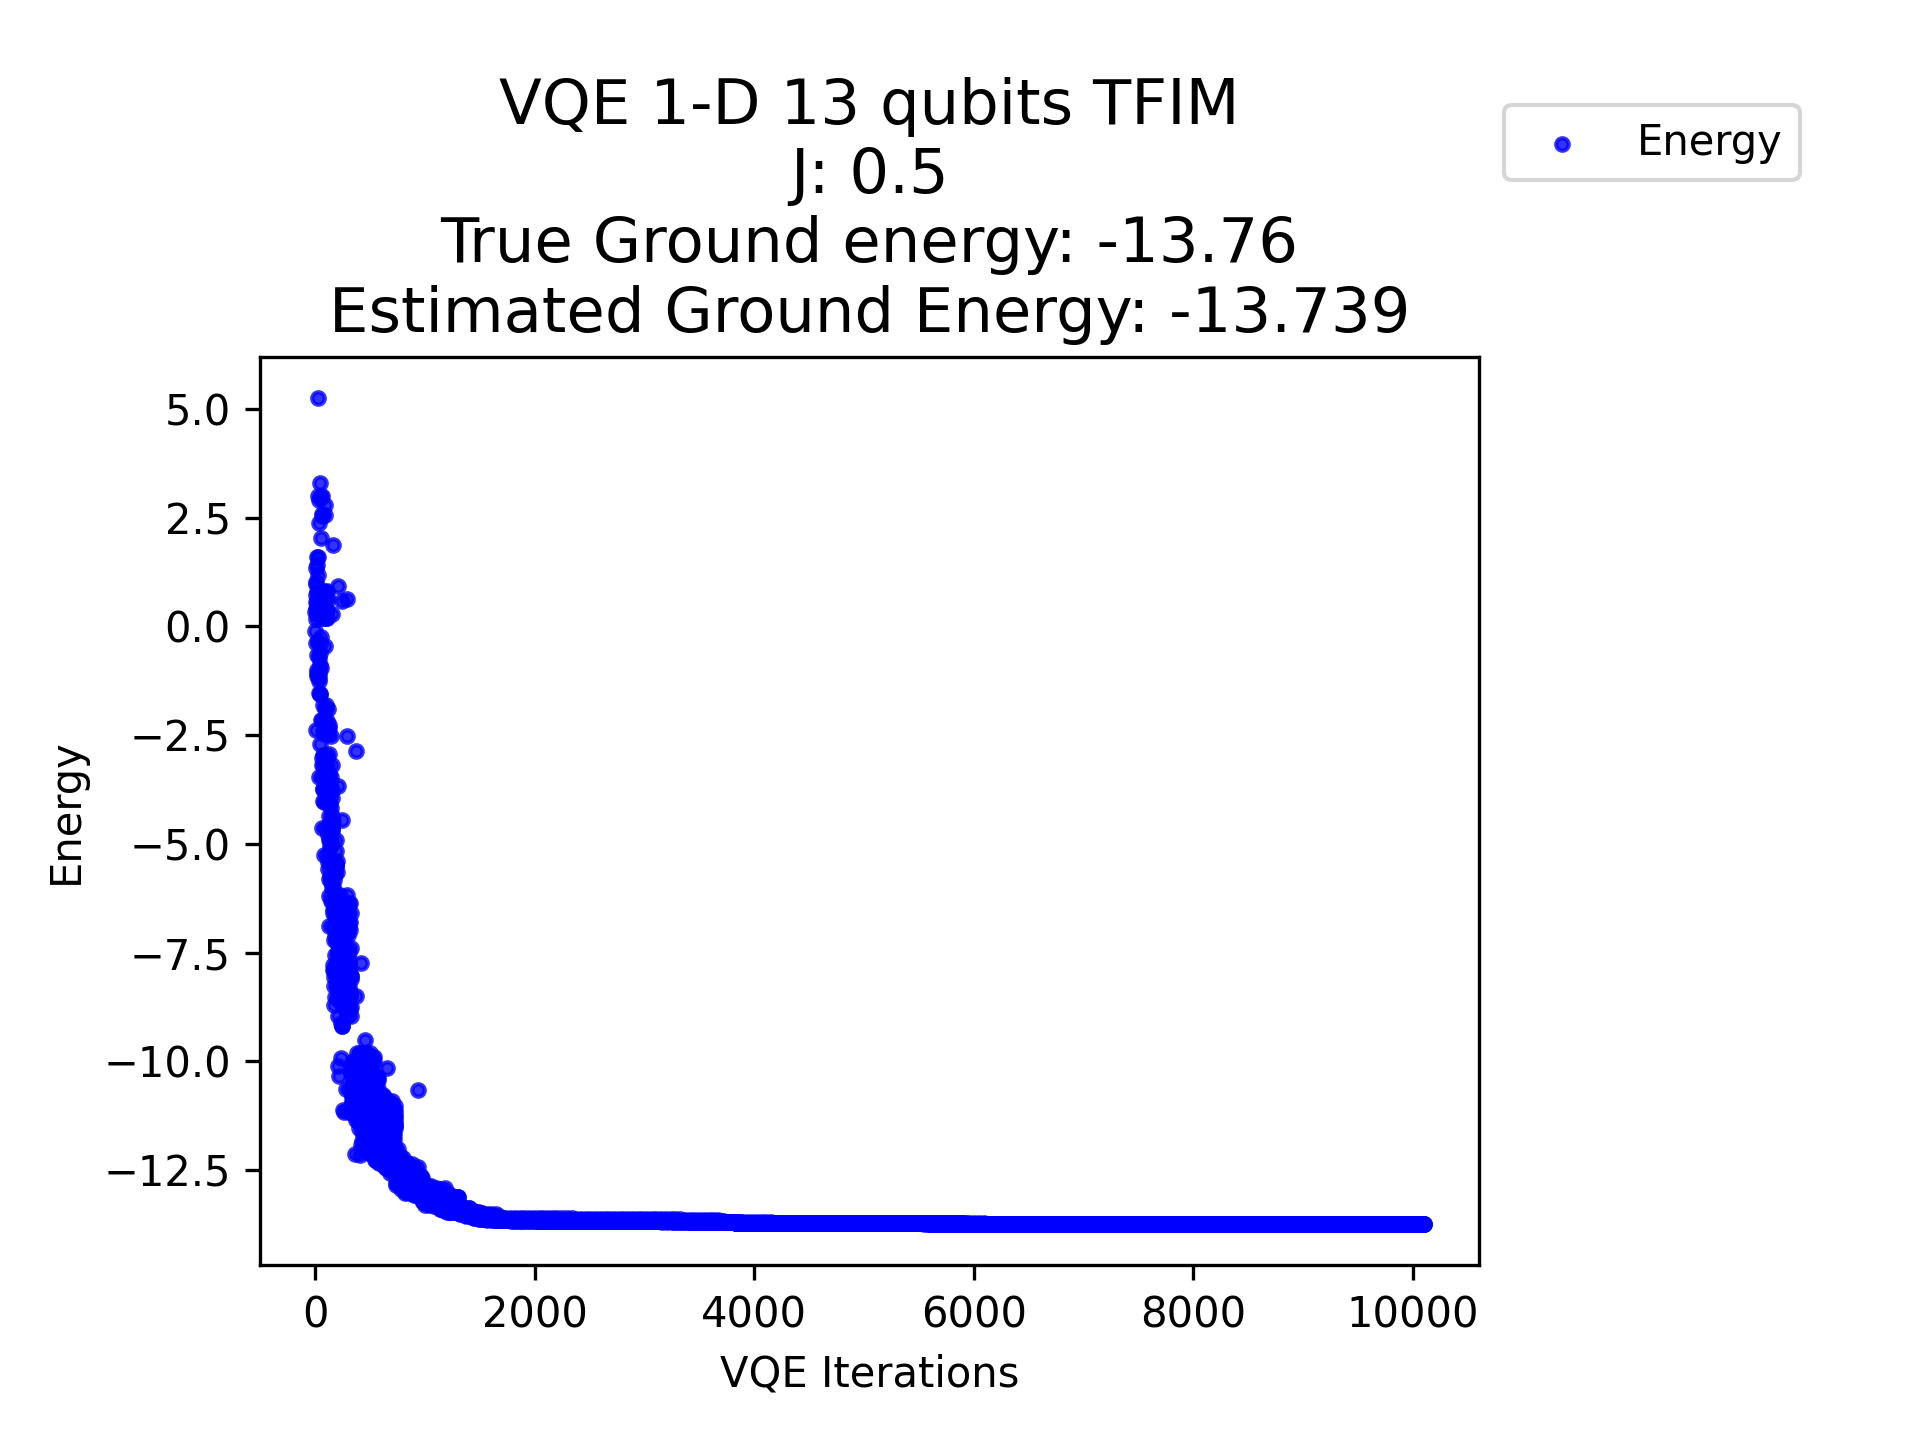 VQE 1-D 13 qubits TFIM
J: 0.5
True Ground energy: -13.76
Estimated Ground Energy: -13.739
Energy
5.0
2.5
0.0
−2.5
−5.0
−7.5
−10.0
−12.5
Energy
0 2000 4000 6000 8000 10000
VQE Iterations